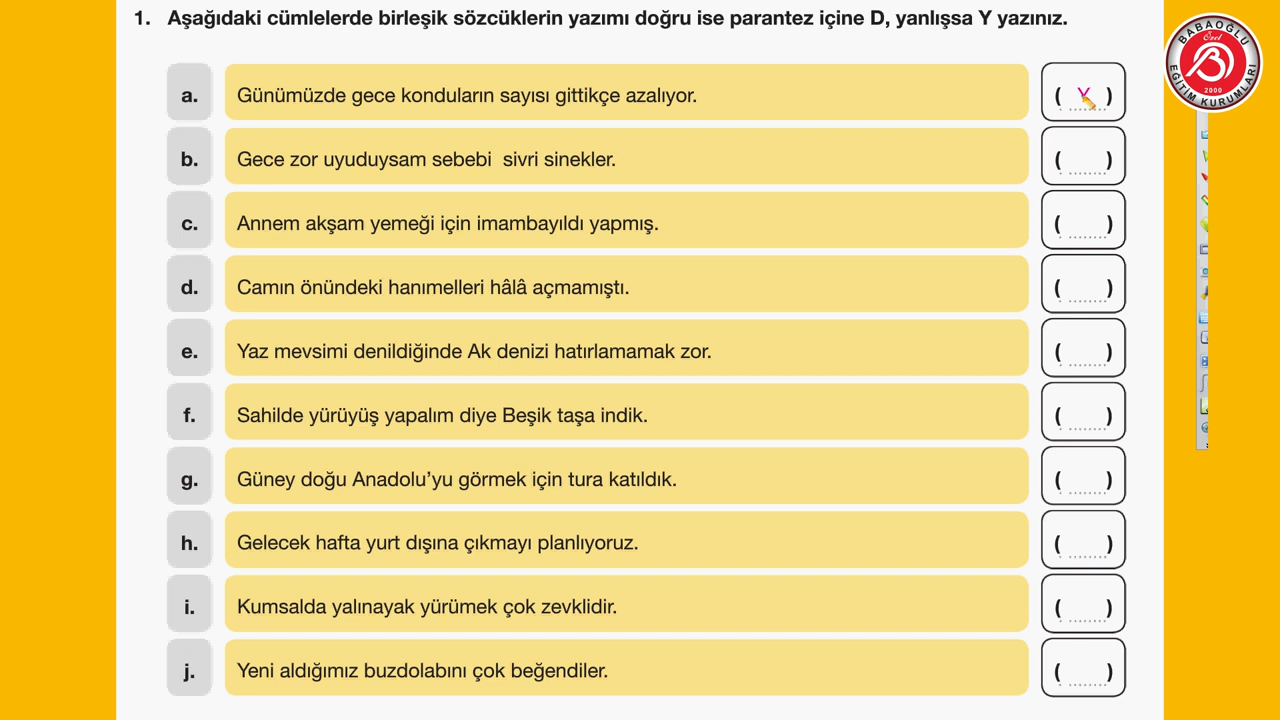 1. Aşağıdaki cümlelerde birleşik sözcüklerin yazımı doğru ise parantez içine D, yanlışsa Y yazınız.
a. Günümüzde gece konduların sayısı gittikçe azalıyor. ( Y )
b. Gece zor uyuduysam sebebi sivri sinekler. ( ........ )
c. Annem akşam yemeği için imambayıldı yapmış. ( ........ )
d. Camın önündeki hanımelleri hâlâ açmamıştı. ( ........ )
e. Yaz mevsimi denildiğinde Ak denizi hatırlamamak zor. ( ........ )
f. Sahilde yürüyüş yapalım diye Beşik taşa indik. ( ........ )
g. Güney doğu Anadolu'yu görmek için tura katıldık. ( ........ )
h. Gelecek hafta yurt dışına çıkmayı planlıyoruz. ( ........ )
i. Kumsalda yalınayak yürümek çok zevklidir. ( ........ )
j. Yeni aldığımız buzdolabını çok beğendiler. ( ........ )
BABAOĞLU
Özel
B
2000
EĞİTİM KURUMLARI